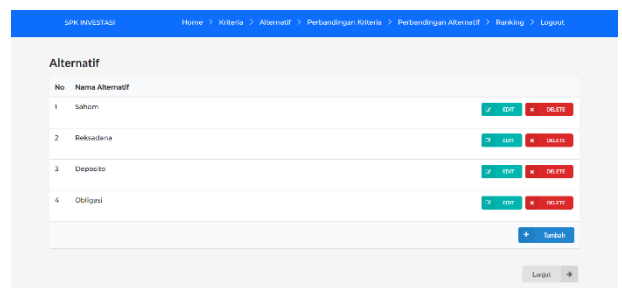 SPK INVESTASI Home > Kriteria > Alternatif > Perbandingan Kriteria > Perbandingan Alternatif > Ranking > Logout
Alternatif
No Nama Alternatif
1 Saham EDIT DELETE
2 Reksadana EDIT DELETE
3 Deposito EDIT DELETE
4 Obligasi EDIT DELETE
+ Tambah
Lanjut →